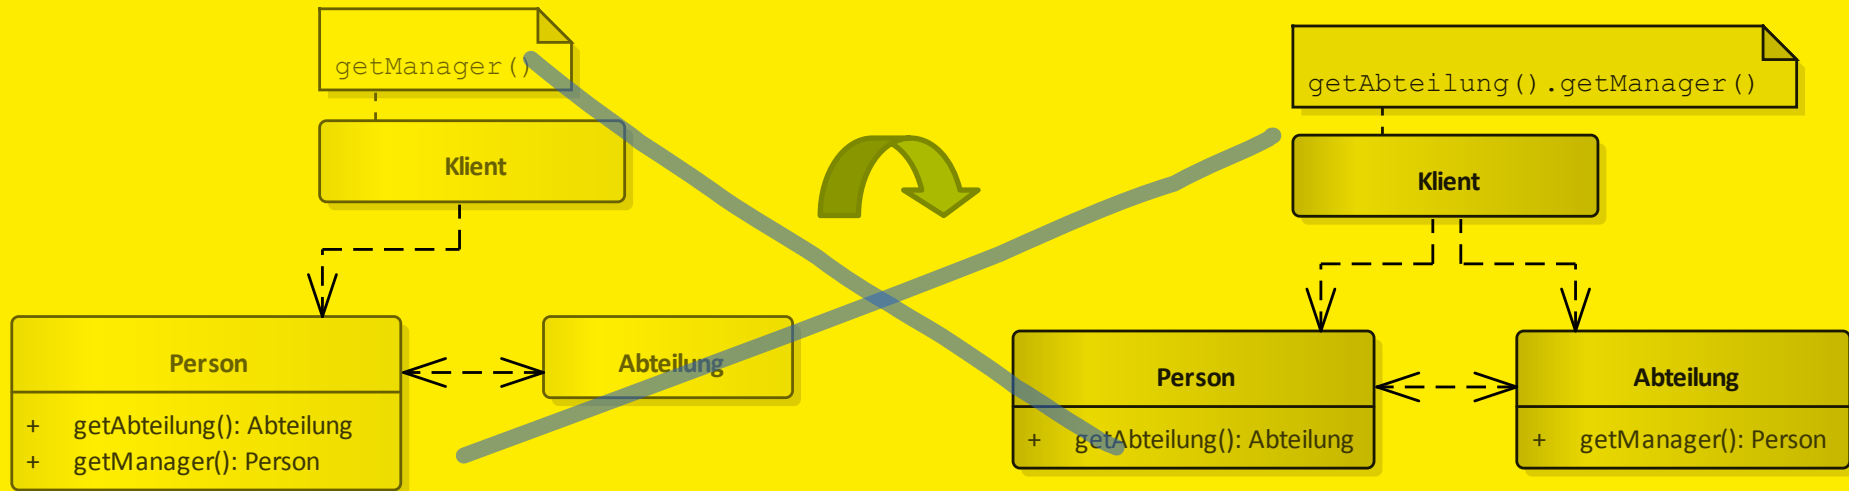 getManager()
Klient
Person
+ getAbteilung(): Abteilung
+ getManager(): Person
Abteilung
getAbteilung().getManager()
Klient
Person
+ getAbteilung(): Abteilung
Abteilung
+ getManager(): Person